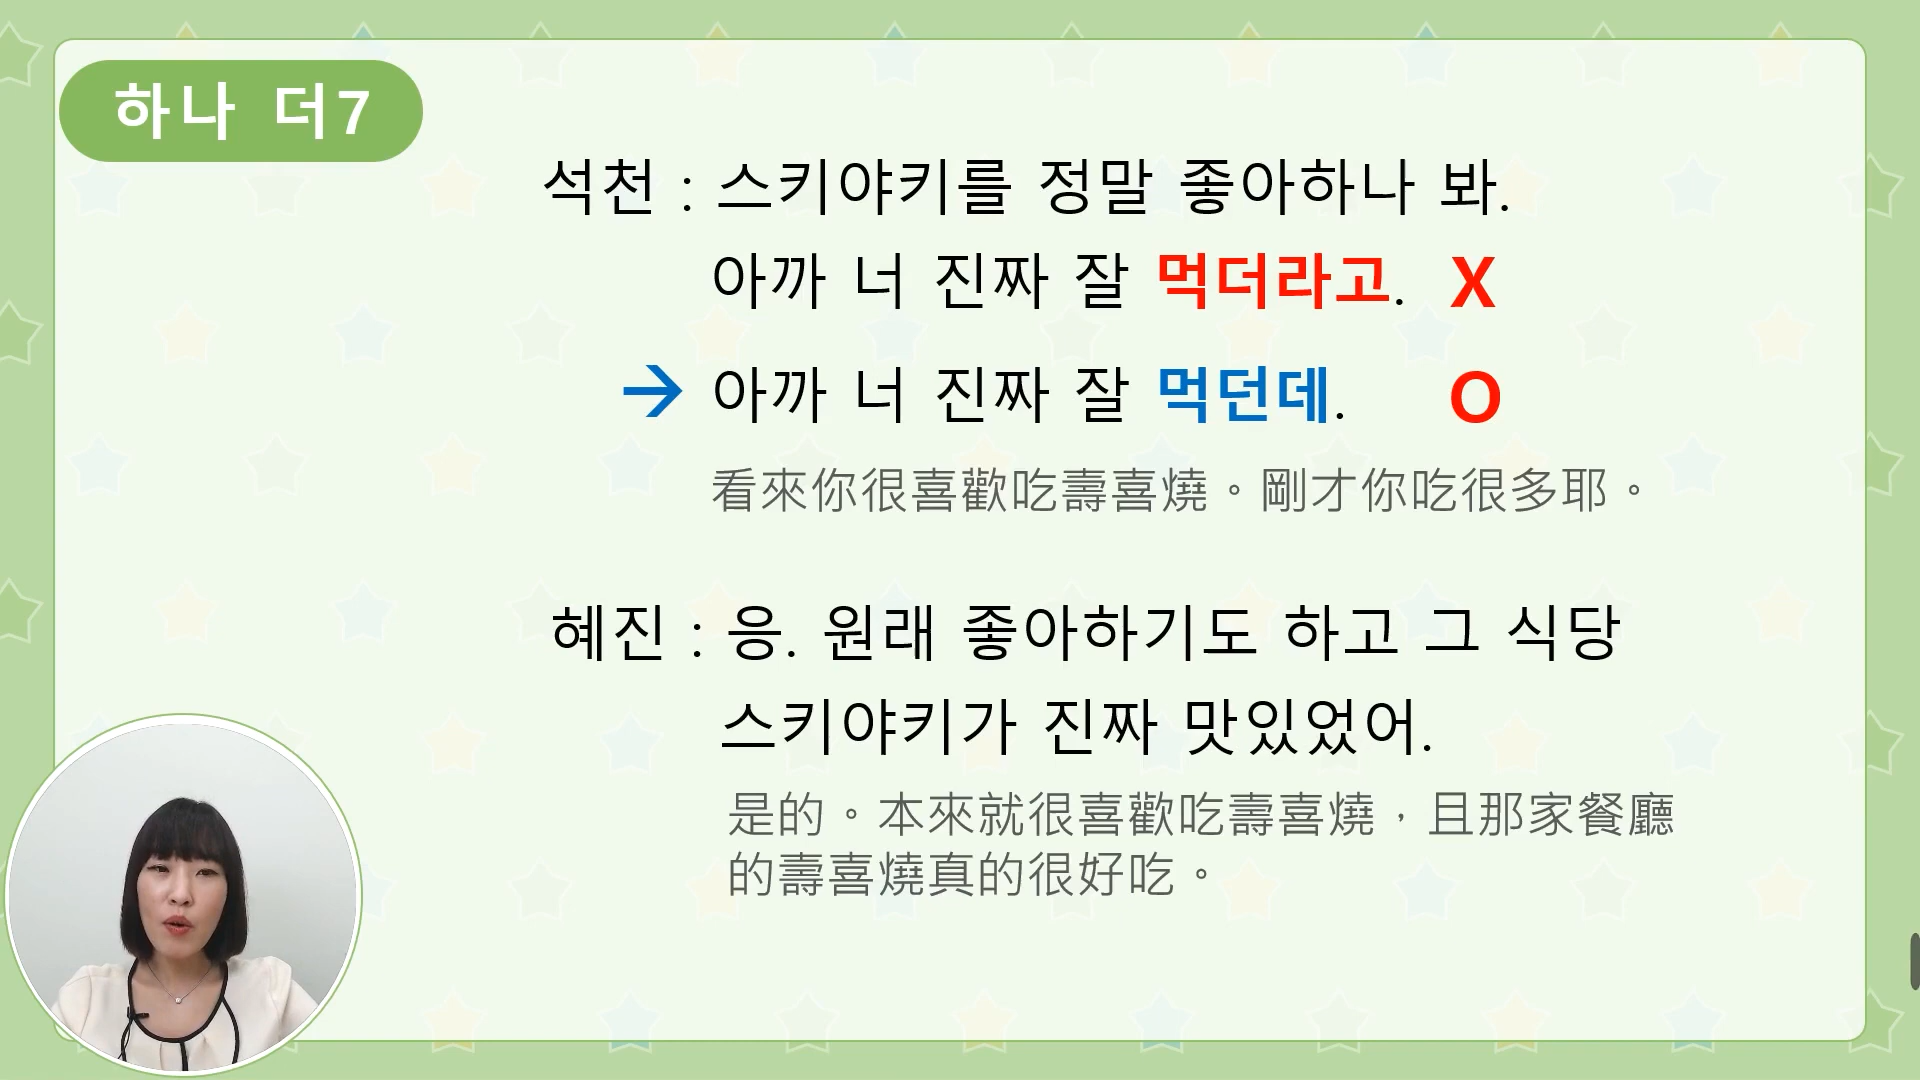 하나 더7
석천 : 스키야키를 정말 좋아하나 봐.
아까 너 진짜 잘 먹더라고. X
→ 아까 너 진짜 잘 먹던데. O
看來你很喜歡吃壽喜燒。剛才你吃很多耶。
혜진 : 응. 원래 좋아하기도 하고 그 식당
스키야키가 진짜 맛있었어.
是的。本來就很喜歡吃壽喜燒，且那家餐廳
的壽喜燒真的很好吃。